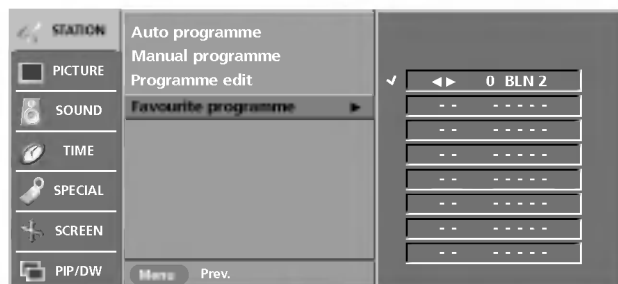 STATION
PICTURE
SOUND
TIME
SPECIAL
SCREEN
PIP/DW
Auto programme
Manual programme
Programme edit
Favourite programme ▶
Menu Prev.
✔ ◀▶ 0 BLN 2
- - - - - - -
- - - - - - -
- - - - - - -
- - - - - - -
- - - - - - -
- - - - - - -
- - - - - - -